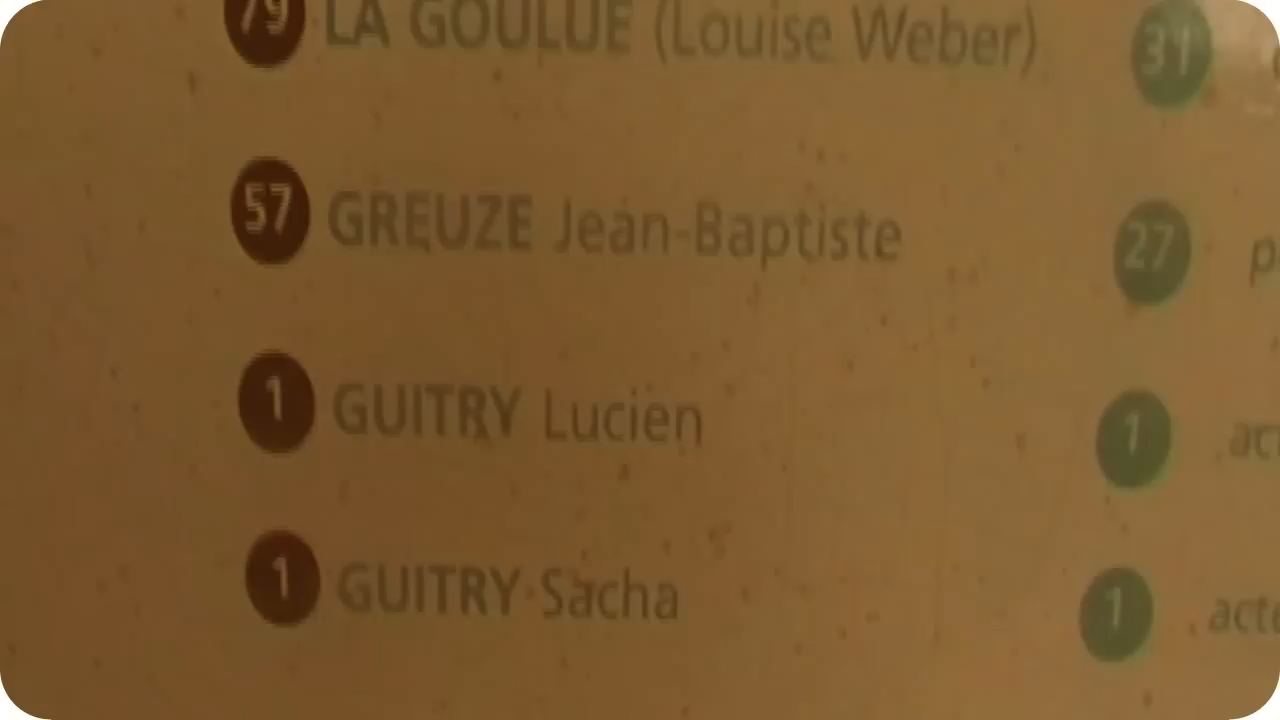 79 LA GOULUE (Louise Weber) 31
57 GREUZE Jean-Baptiste 27
1 GUITRY Lucien 1
1 GUITRY Sacha 1